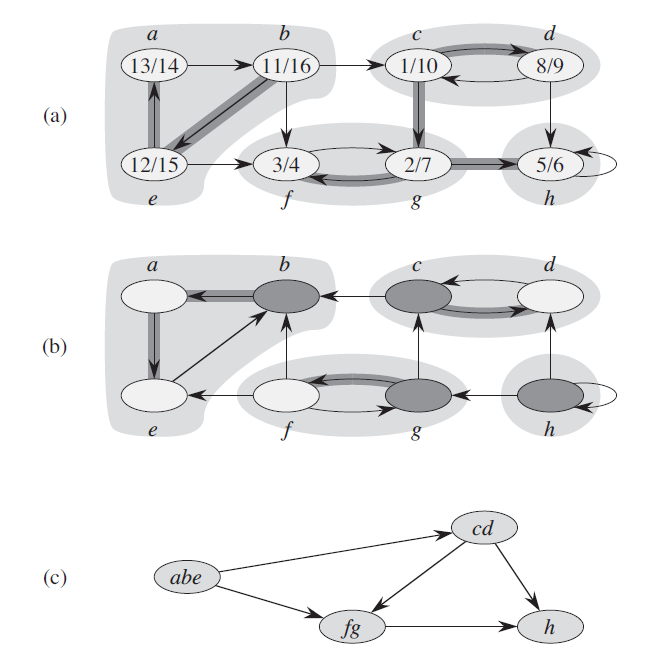 a b c d
13/14 11/16 1/10 8/9
(a)
12/15 3/4 2/7 5/6
e f g h
a b c d
(b)
e f g h
cd
(c) abe
fg h